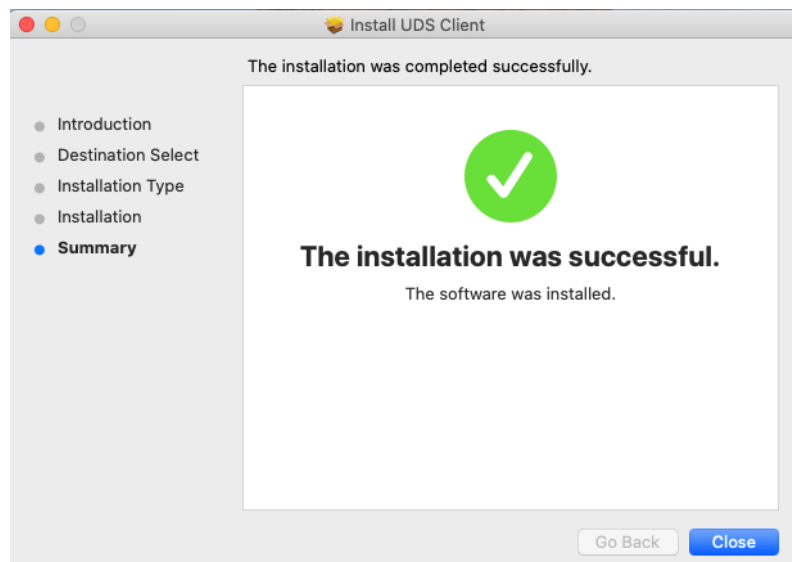 Install UDS Client
The installation was completed successfully.
Introduction
Destination Select
Installation Type
Installation
Summary
The installation was successful.
The software was installed.
Go Back
Close